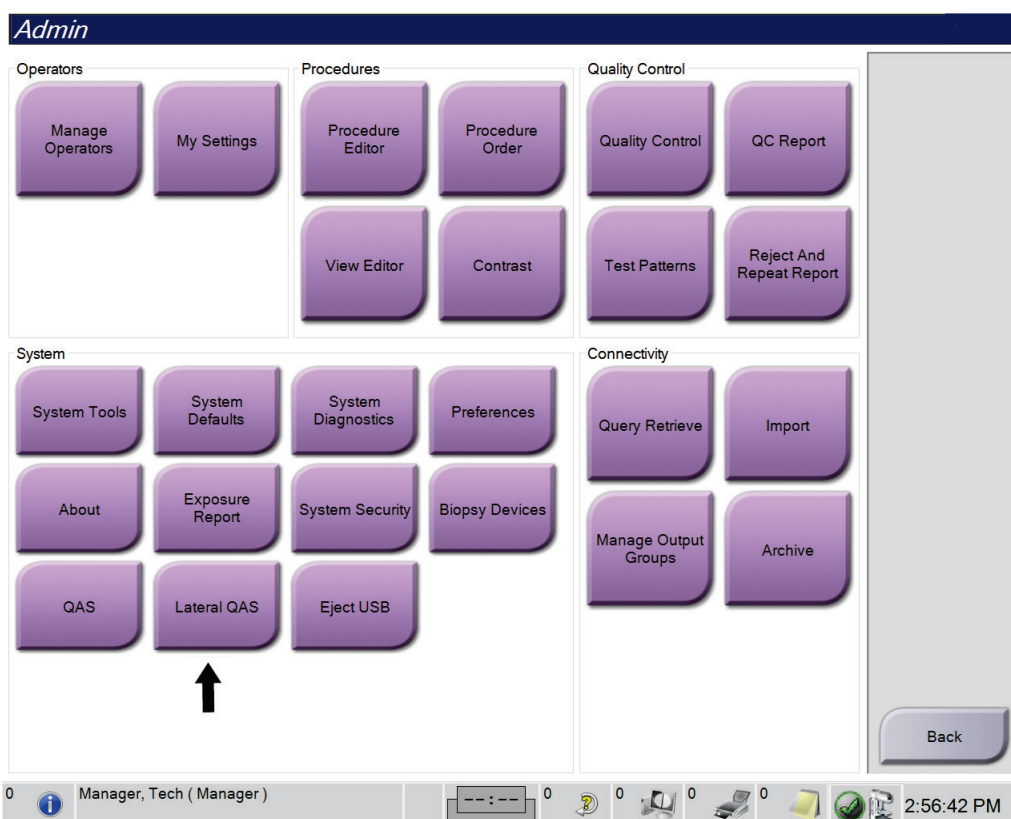 Admin
Operators
Manage
Operators
My Settings
Procedures
Procedure
Editor
Procedure
Order
View Editor
Contrast
Quality Control
Quality Control
QC Report
Test Patterns
Reject And
Repeat Report
System
System Tools
System
Defaults
System
Diagnostics
Preferences
About
Exposure
Report
System Security
Biopsy Devices
QAS
Lateral QAS
Eject USB
Connectivity
Query Retrieve
Import
Manage Output
Groups
Archive
Back
0
Manager, Tech ( Manager )
--:--
0
0
0
0
2:56:42 PM